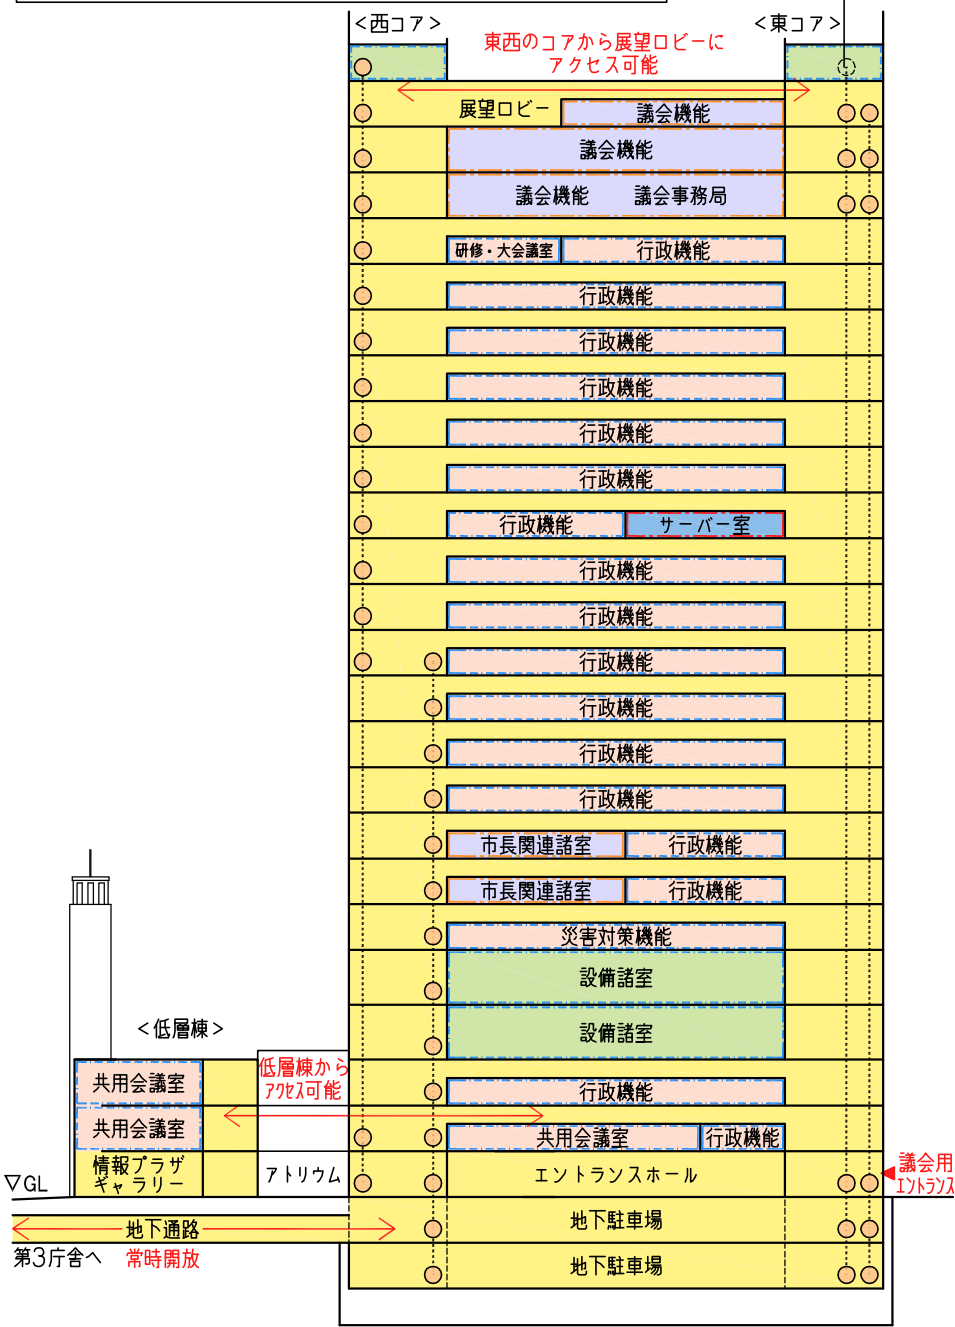 <西コア>
<東コア>
東西のコアから展望ロビーに
アクセス可能
展望ロビー 議会機能
議会機能
議会機能 議会事務局
研修・大会議室 行政機能
行政機能
行政機能
行政機能
行政機能
行政機能
行政機能 サーバー室
行政機能
行政機能
行政機能
行政機能
行政機能
行政機能
市長関連諸室 行政機能
市長関連諸室 行政機能
災害対策機能
設備諸室
設備諸室
<低層棟>
低層棟から
アクセス可能
共用会議室
行政機能
共用会議室
共用会議室 行政機能
情報プラザ
ギャラリー
アトリウム
エントランスホール
議会用
エントランス
▽GL
地下通路
地下駐車場
第3庁舎へ 常時開放
地下駐車場